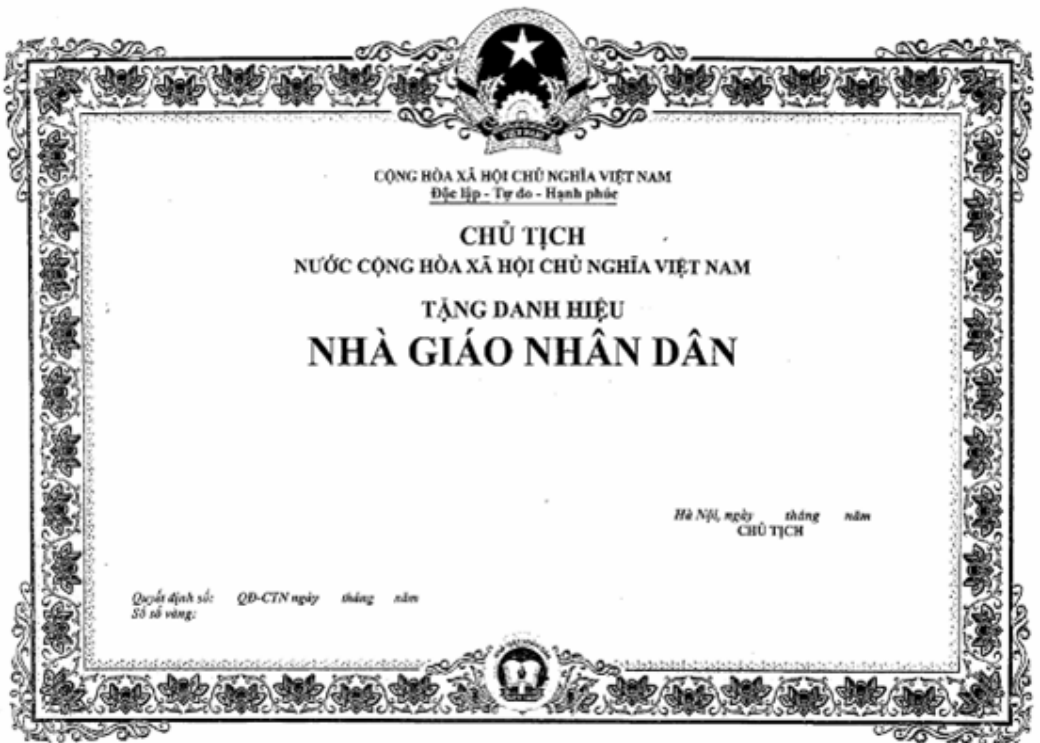 VIỆT NAM
CỘNG HÒA XÃ HỘI CHỦ NGHĨA VIỆT NAM
Độc lập - Tự do - Hạnh phúc
CHỦ TỊCH
NƯỚC CỘNG HÒA XÃ HỘI CHỦ NGHĨA VIỆT NAM
TẶNG DANH HIỆU
NHÀ GIÁO NHÂN DÂN
Hà Nội, ngày tháng năm
CHỦ TỊCH
Quyết định số: QĐ-CTN ngày tháng năm
Số sổ vàng: